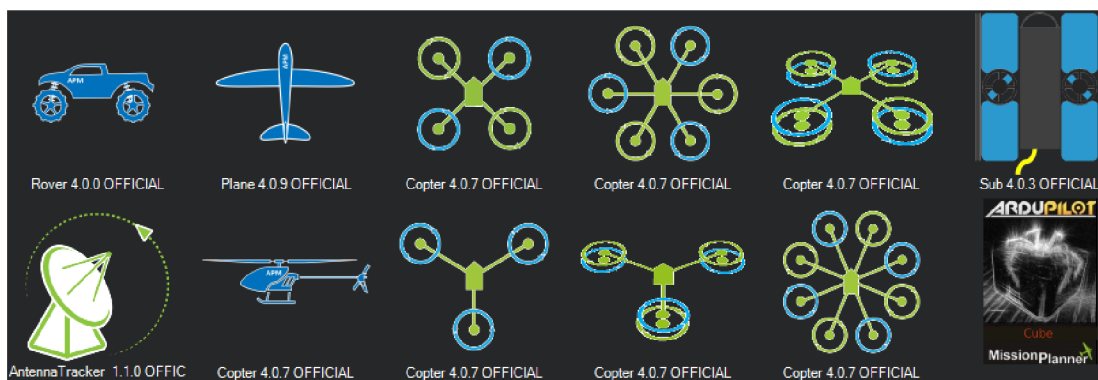 APM
APM
Rover 4.0.0 OFFICIAL
Plane 4.0.9 OFFICIAL
Copter 4.0.7 OFFICIAL
Copter 4.0.7 OFFICIAL
Copter 4.0.7 OFFICIAL
Sub 4.0.3 OFFICIAL
APM
ARDUPILOT
Cube
MissionPlanner
AntennaTracker 1.1.0 OFFIC
Copter 4.0.7 OFFICIAL
Copter 4.0.7 OFFICIAL
Copter 4.0.7 OFFICIAL
Copter 4.0.7 OFFICIAL